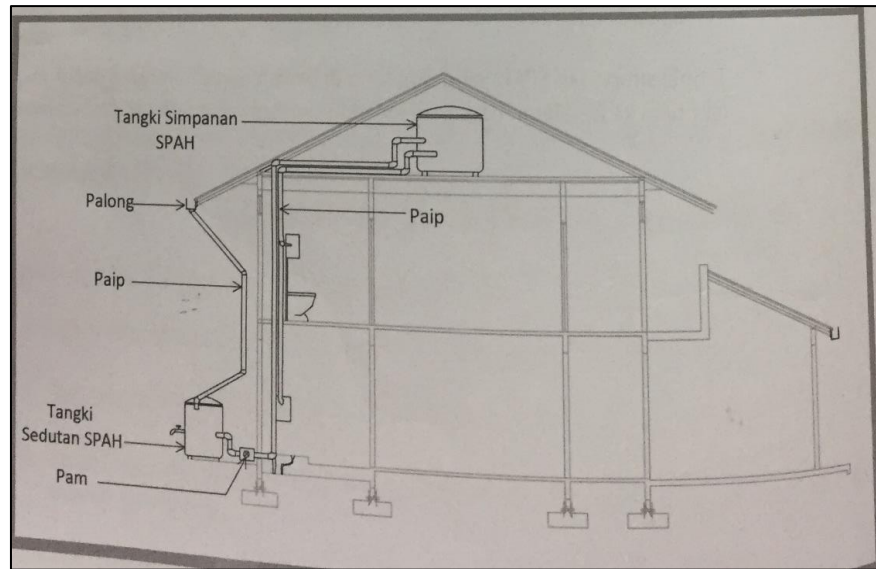 Tangki Simpanan
SPAH
Palong
Paip
Paip
Tangki
Sedutan SPAH
Pam